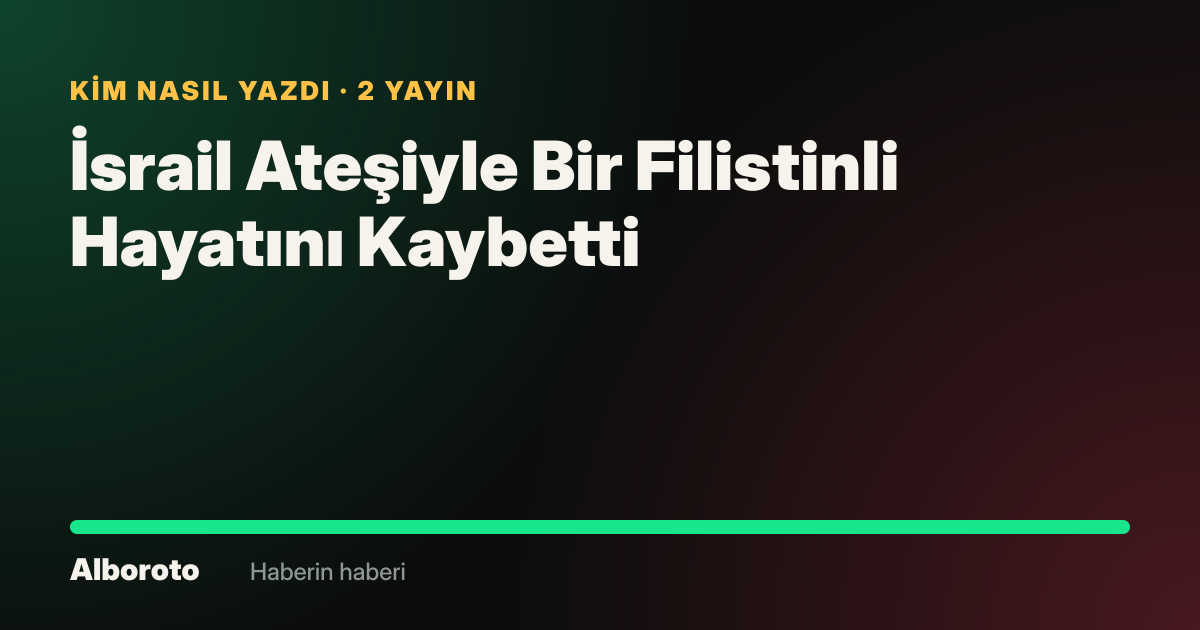 KİM NASIL YAZDI · 2 YAYIN
İsrail Ateşiyle Bir Filistinli
Hayatını Kaybetti
Alboroto
Haberin haberi